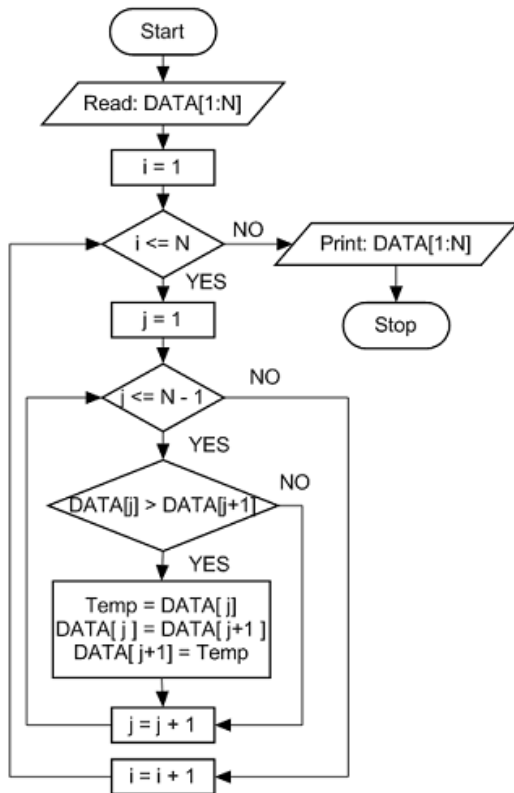 Start
Read: DATA[1:N]
i = 1
i <= N
NO
Print: DATA[1:N]
YES
Stop
j = 1
j <= N - 1
NO
YES
DATA[j] > DATA[j+1]
NO
YES
Temp = DATA[ j]
DATA[ j ] = DATA[ j+1 ]
DATA[ j+1] = Temp
j = j + 1
i = i + 1